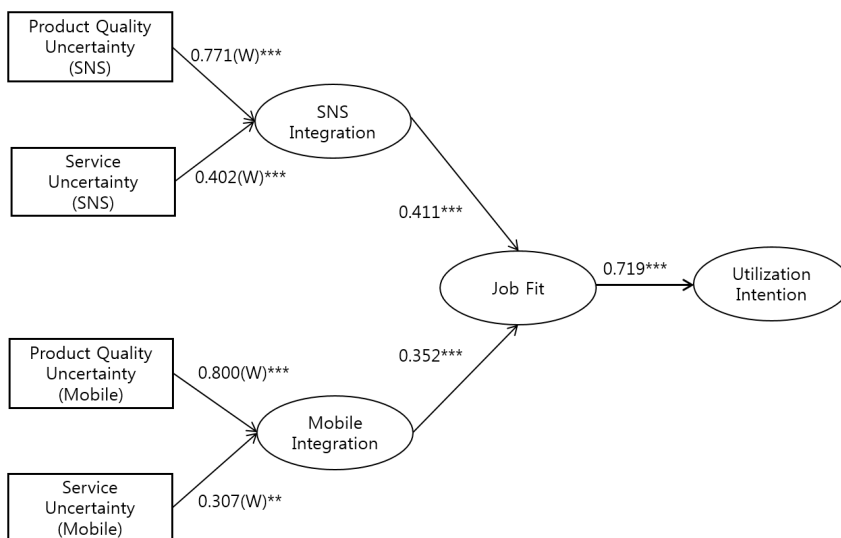 Product Quality
Uncertainty
(SNS)
0.771(W)***
SNS
Integration
Service
Uncertainty
(SNS)
0.402(W)***
0.411***
Job Fit
0.719***
Utilization
Intention
Product Quality
Uncertainty
(Mobile)
0.800(W)***
0.352***
Mobile
Integration
Service
Uncertainty
(Mobile)
0.307(W)**